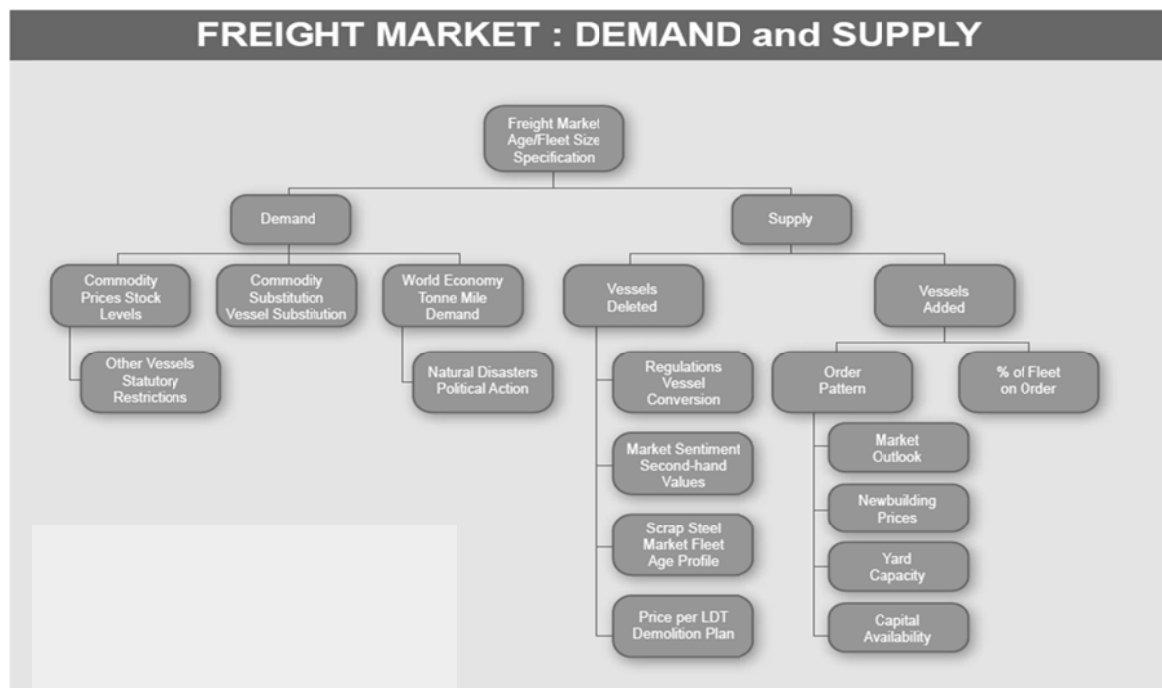 FREIGHT MARKET : DEMAND and SUPPLY
Freight Market
Age/Fleet Size
Specification
Demand
Supply
Commodity
Prices Stock
Levels
Commodity
Substitution
Vessel Substitution
World Economy
Tonne Mile
Demand
Vessels
Deleted
Vessels
Added
Other Vessels
Statutory
Restrictions
Natural Disasters
Political Action
Regulations
Vessel
Conversion
Order
Pattern
% of Fleet
on Order
Market Sentiment
Second-hand
Values
Market
Outlook
Newbuilding
Prices
Scrap Steel
Market Fleet
Age Profile
Yard
Capacity
Price per LDT
Demolition Plan
Capital
Availability